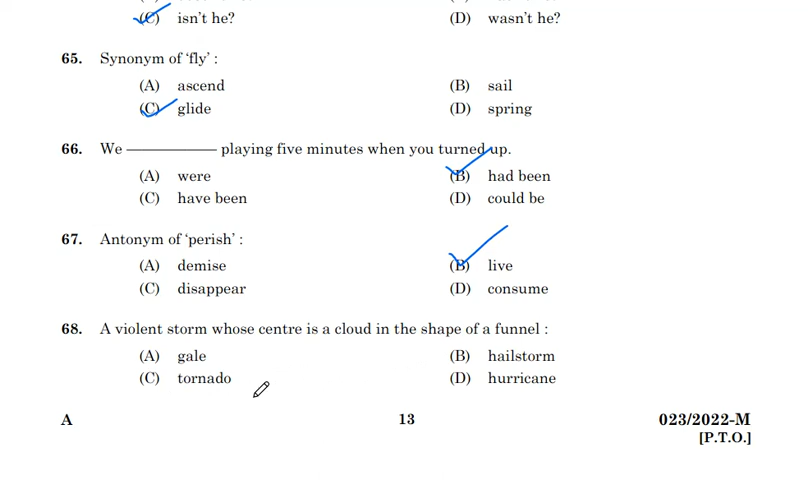 (C) isn't he? (D) wasn't he?
65. Synonym of 'fly' :
(A) ascend (B) sail
(C) glide (D) spring
66. We ———— playing five minutes when you turned up.
(A) were (B) had been
(C) have been (D) could be
67. Antonym of 'perish' :
(A) demise (B) live
(C) disappear (D) consume
68. A violent storm whose centre is a cloud in the shape of a funnel :
(A) gale (B) hailstorm
(C) tornado (D) hurricane
A 13 023/2022-M
[P.T.O.]